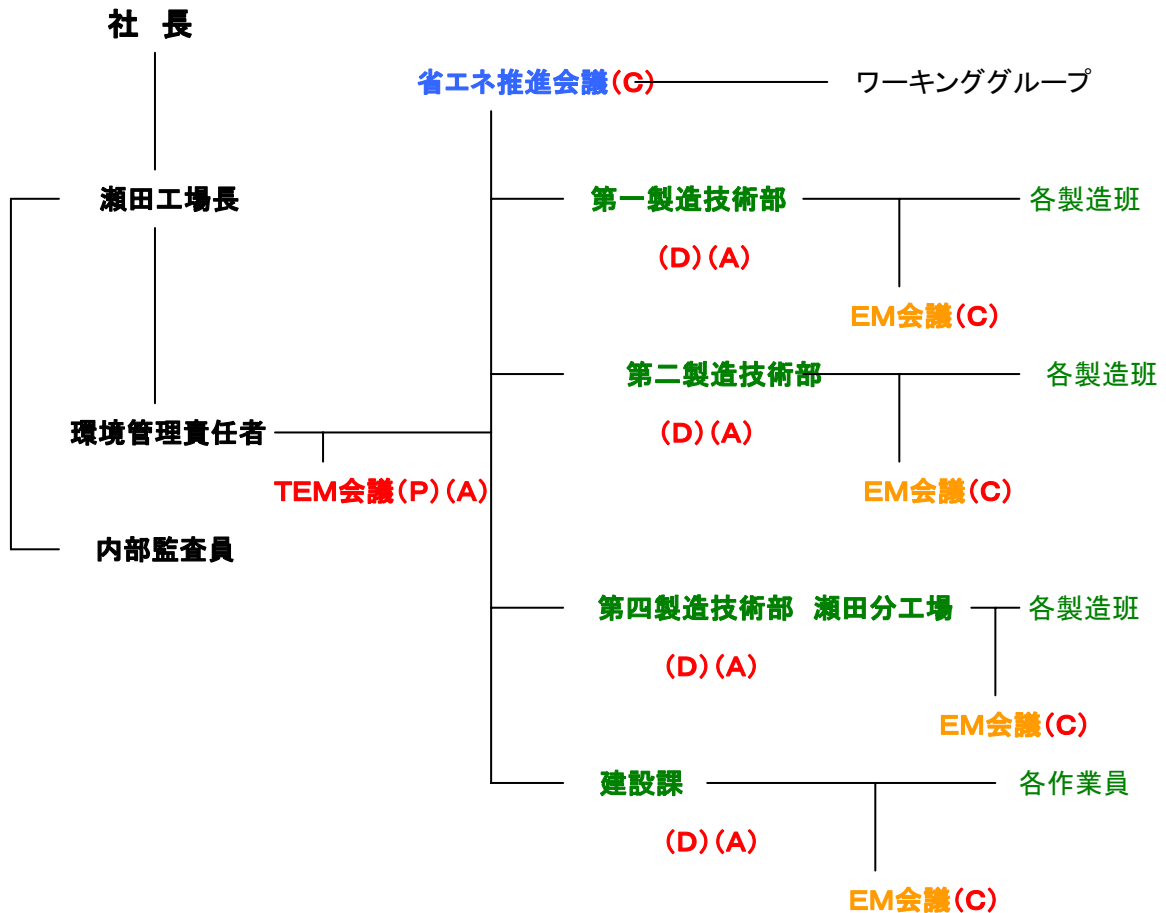 社　長
省エネ推進会議(C)
ワーキンググループ
瀬田工場長
第一製造技術部
各製造班
(D)(A)
EM会議(C)
第二製造技術部
各製造班
環境管理責任者
(D)(A)
TEM会議(P)(A)
EM会議(C)
内部監査員
第四製造技術部　瀬田分工場
各製造班
(D)(A)
EM会議(C)
建設課
各作業員
(D)(A)
EM会議(C)